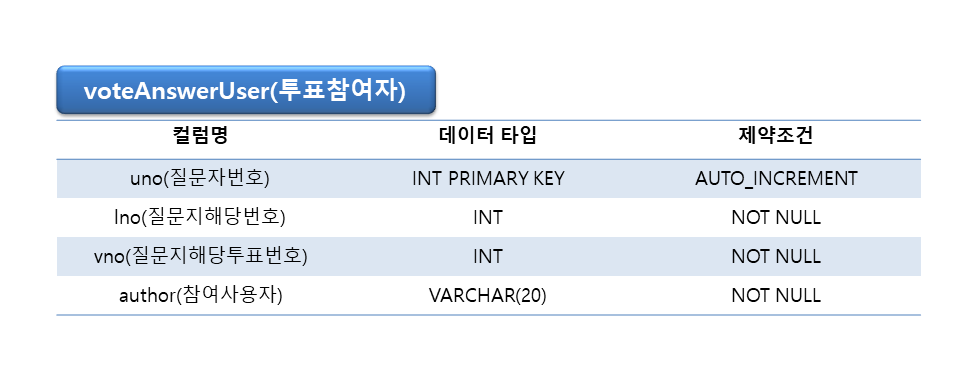 voteAnswerUser(투표참여자)
컬럼명 데이터 타입 제약조건
uno(질문자번호) INT PRIMARY KEY AUTO_INCREMENT
lno(질문지해당번호) INT NOT NULL
vno(질문지해당투표번호) INT NOT NULL
author(참여사용자) VARCHAR(20) NOT NULL